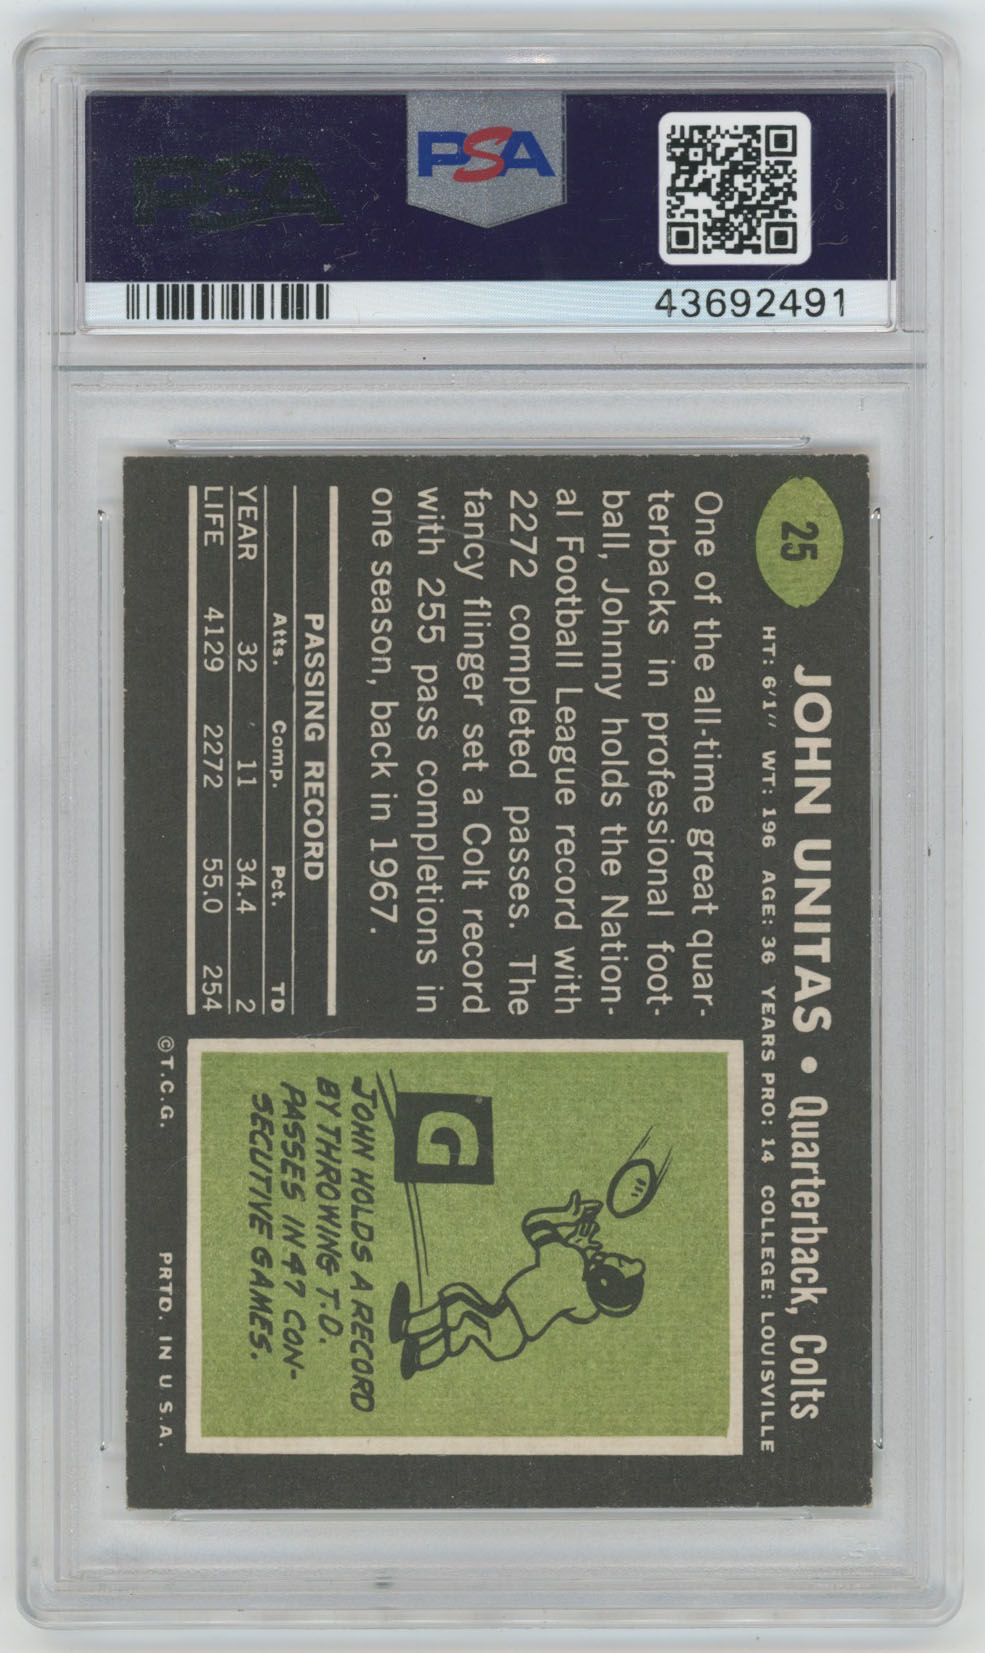 PSA
PSA
43692491
25
JOHN UNITAS • Quarterback, Colts
HT: 6'1" WT: 196 AGE: 36 YEARS PRO: 14 COLLEGE: LOUISVILLE
One of the all-time great quar-
terbacks in professional foot-
ball, Johnny holds the Nation-
al Football League record with
2272 completed passes. The
fancy flinger set a Colt record
with 255 pass completions in
one season, back in 1967.
PASSING RECORD
Atts. Comp. Pct. TD
YEAR 32 11 34.4 2
LIFE 4129 2272 55.0 254
G
JOHN HOLDS A RECORD
BY THROWING T.D.
PASSES IN 47 CON-
SECUTIVE GAMES.
©T.C.G. PRTD. IN U.S.A.